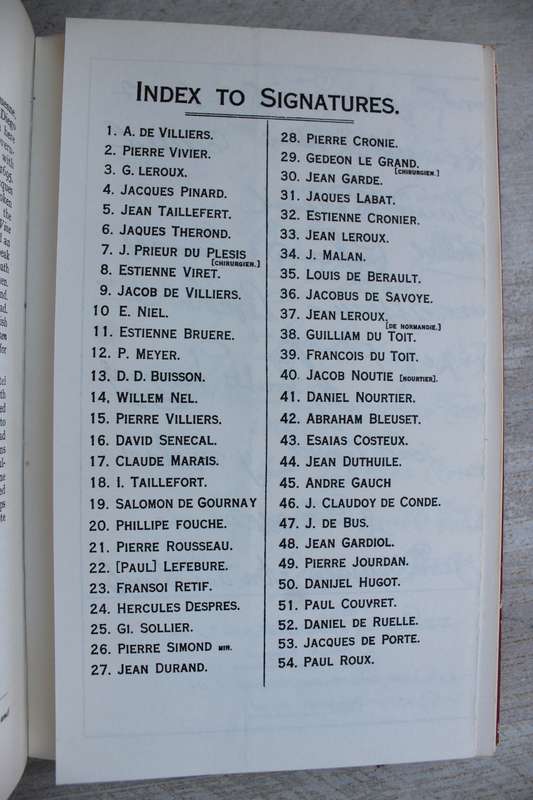 INDEX TO SIGNATURES.
1. A. DE VILLIERS.
2. PIERRE VIVIER.
3. G. LEROUX.
4. JACQUES PINARD.
5. JEAN TAILLEFERT.
6. JAQUES THEROND.
7. J. PRIEUR DU PLESIS
[CHIRURGIEN.]
8. ESTIENNE VIRET.
9. JACOB DE VILLIERS.
10 E. NIEL.
11. ESTIENNE BRUERE.
12. P. MEYER.
13. D. D. BUISSON.
14. WILLEM NEL.
15. PIERRE VILLIERS.
16. DAVID SENECAL.
17. CLAUDE MARAIS.
18. I. TAILLEFORT.
19. SALOMON DE GOURNAY
20. PHILLIPE FOUCHE.
21. PIERRE ROUSSEAU.
22. [PAUL] LEFEBURE.
23. FRANSOI RETIF.
24. HERCULES DESPRES.
25. GI. SOLLIER.
26. PIERRE SIMOND MIN.
27. JEAN DURAND.
28. PIERRE CRONIE.
29. GEDEON LE GRAND.
[CHIRURGIEN.]
30. JEAN GARDE.
31. JAQUES LABAT.
32. ESTIENNE CRONIER.
33. JEAN LEROUX.
34. J. MALAN.
35. LOUIS DE BERAULT.
36. JACOBUS DE SAVOYE.
37. JEAN LEROUX.
[DE NORMANDIE.]
38. GUILLIAM DU TOIT.
39. FRANCOIS DU TOIT.
40. JACOB NOUTIE [NOURTIER].
41. DANIEL NOURTIER.
42. ABRAHAM BLEUSET.
43. ESAIAS COSTEUX.
44. JEAN DUTHUILE.
45. ANDRE GAUCH
46. J. CLAUDOY DE CONDE.
47. J. DE BUS.
48. JEAN GARDIOL.
49. PIERRE JOURDAN.
50. DANIJEL HUGOT.
51. PAUL COUVRET.
52. DANIEL DE RUELLE.
53. JACQUES DE PORTE.
54. PAUL ROUX.